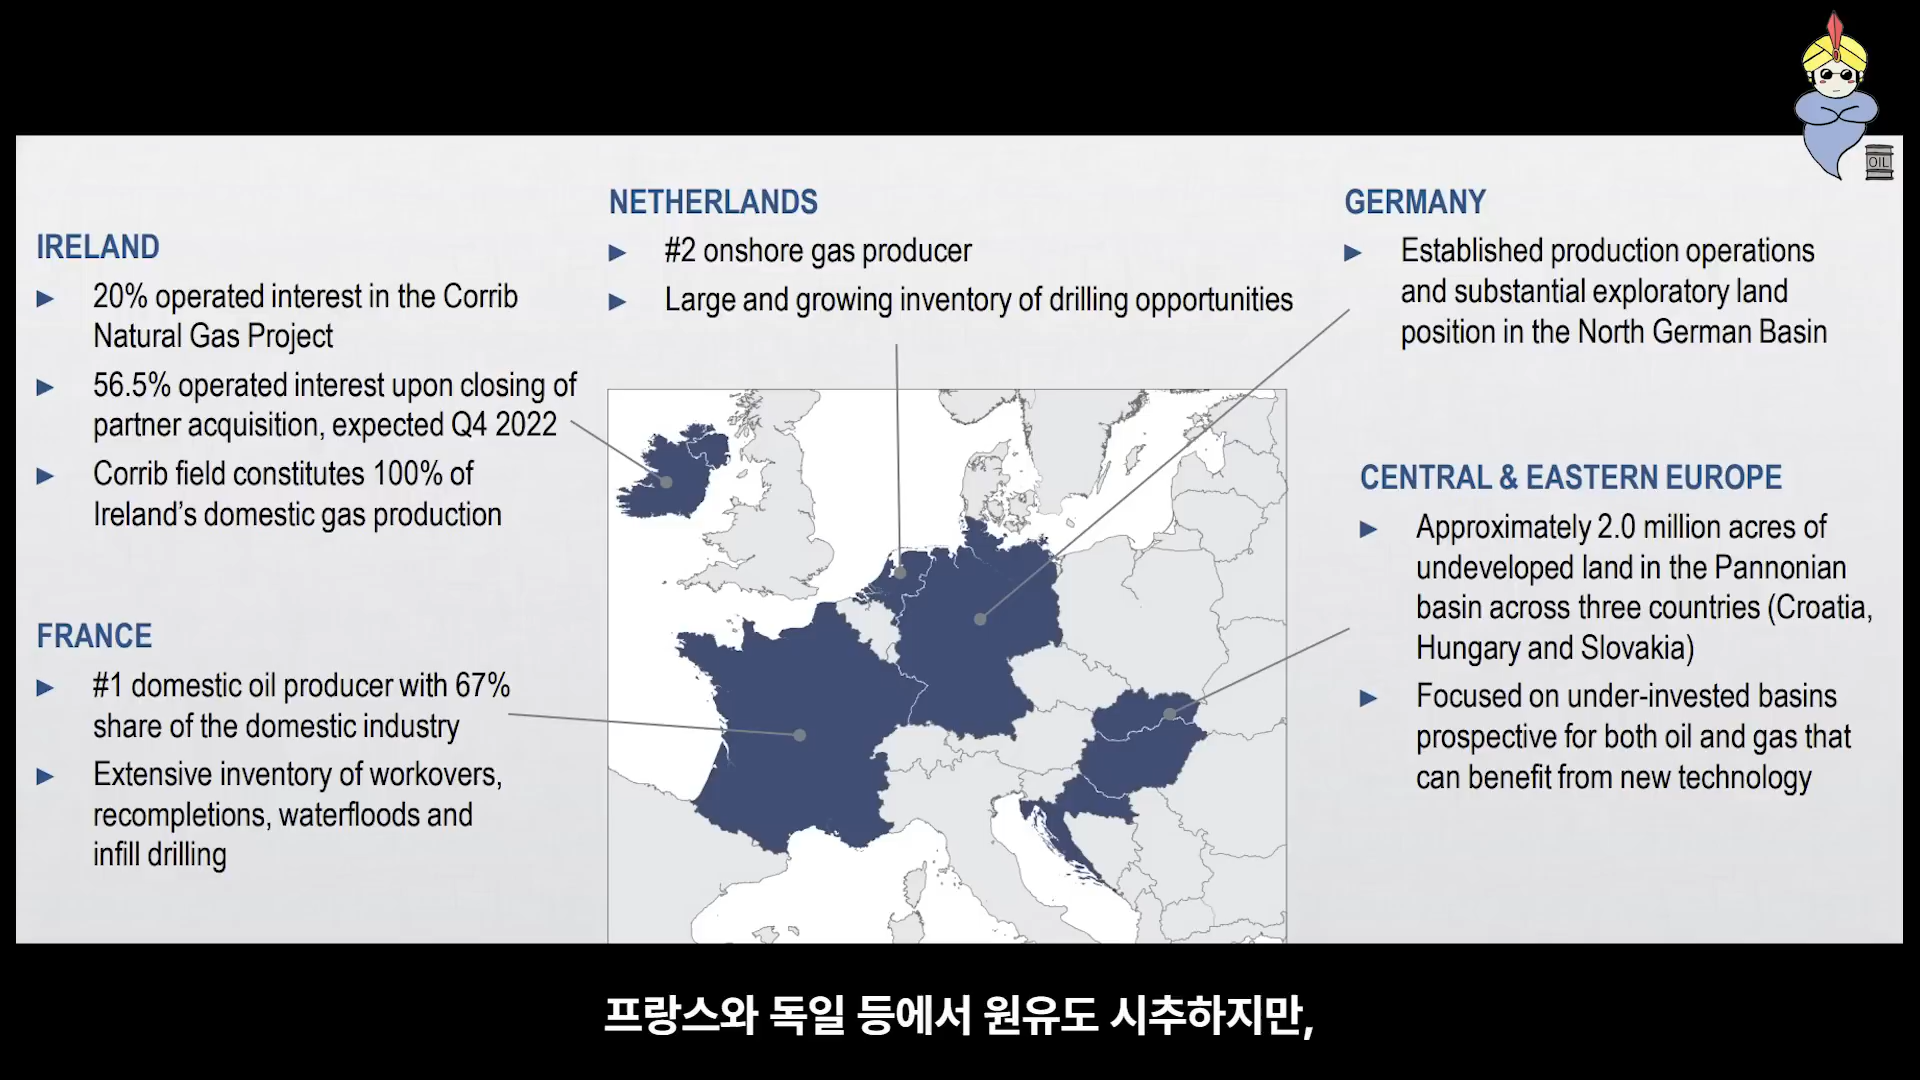 OIL
IRELAND
► 20% operated interest in the Corrib
Natural Gas Project
► 56.5% operated interest upon closing of
partner acquisition, expected Q4 2022
► Corrib field constitutes 100% of
Ireland's domestic gas production
FRANCE
► #1 domestic oil producer with 67%
share of the domestic industry
► Extensive inventory of workovers,
recompletions, waterfloods and
infill drilling
NETHERLANDS
► #2 onshore gas producer
► Large and growing inventory of drilling opportunities
GERMANY
► Established production operations
and substantial exploratory land
position in the North German Basin
CENTRAL & EASTERN EUROPE
► Approximately 2.0 million acres of
undeveloped land in the Pannonian
basin across three countries (Croatia,
Hungary and Slovakia)
► Focused on under-invested basins
prospective for both oil and gas that
can benefit from new technology
프랑스와 독일 등에서 원유도 시추하지만,